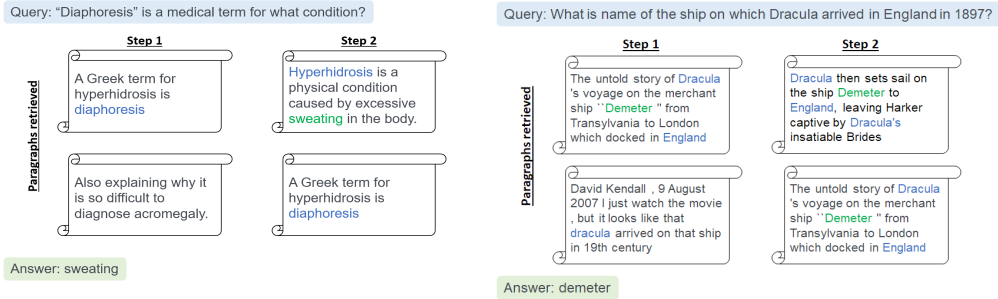 Query: “Diaphoresis” is a medical term for what condition?
Step 1
Step 2
Paragraphs retrieved
A Greek term for
hyperhidrosis is
diaphoresis
Hyperhidrosis is a
physical condition
caused by excessive
sweating in the body.
Also explaining why it
is so difficult to
diagnose acromegaly.
A Greek term for
hyperhidrosis is
diaphoresis
Answer: sweating
Query: What is name of the ship on which Dracula arrived in England in 1897?
Step 1
Step 2
Paragraphs retrieved
The untold story of Dracula
's voyage on the merchant
ship ``Demeter '' from
Transylvania to London
which docked in England
Dracula then sets sail on
the ship Demeter to
England, leaving Harker
captive by Dracula's
insatiable Brides
David Kendall , 9 August
2007 I just watch the movie
, but it looks like that
dracula arrived on that ship
in 19th century
The untold story of Dracula
's voyage on the merchant
ship ``Demeter '' from
Transylvania to London
which docked in England
Answer: demeter